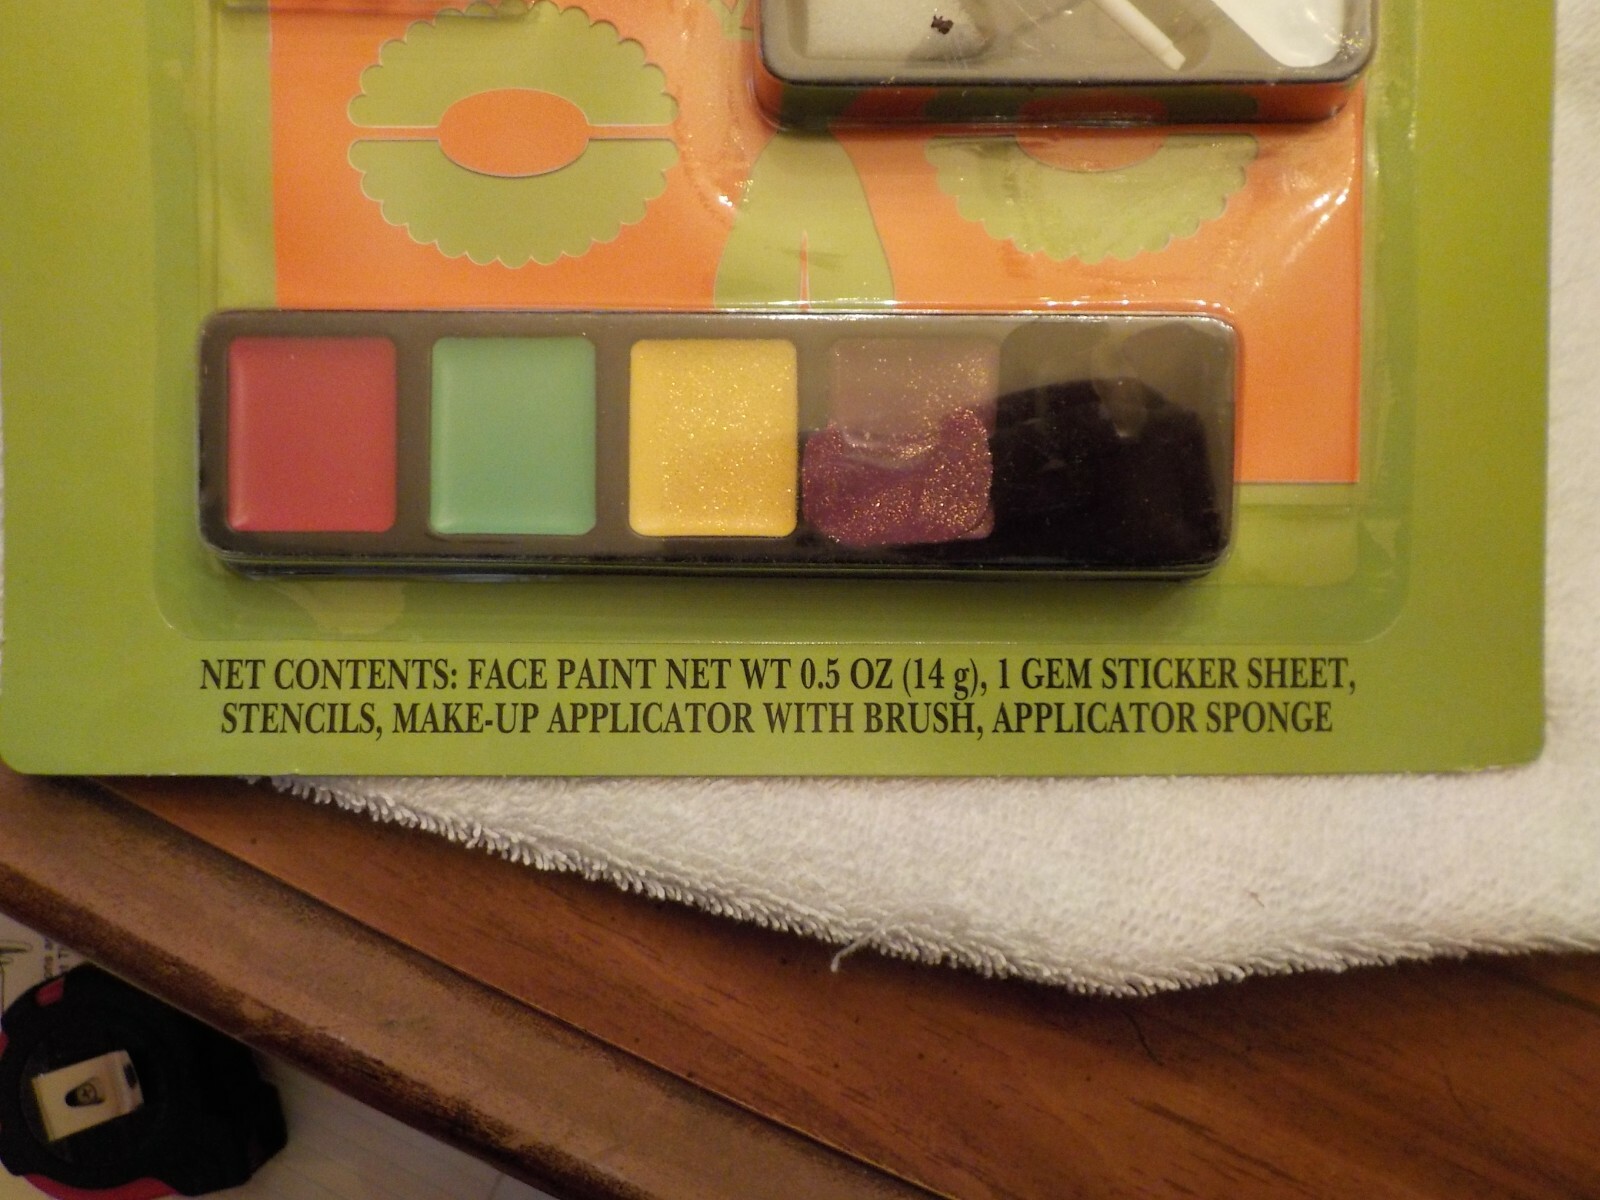 NET CONTENTS: FACE PAINT NET WT 0.5 OZ (14 g), 1 GEM STICKER SHEET,
STENCILS, MAKE-UP APPLICATOR WITH BRUSH, APPLICATOR SPONGE